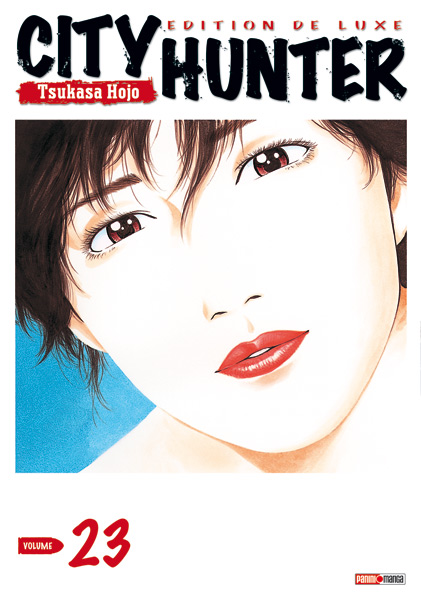 EDITION DE LUXE
CITY HUNTER
Tsukasa Hojo
VOLUME 23
PANINI MANGA